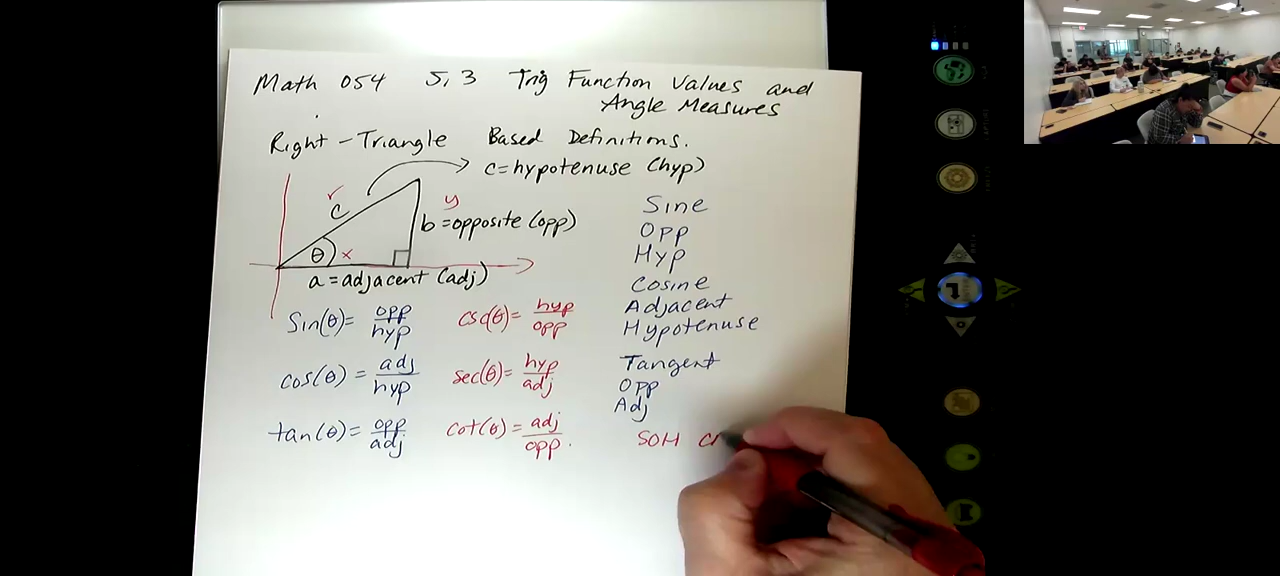 Math 054 5.3 Trig Function Values and
Angle Measures
Right-Triangle Based Definitions.
c=hypotenuse (hyp)
r
c
y
b=opposite (opp)
θ
x
a=adjacent (adj)
Sin(θ)= opp/hyp csc(θ)= hyp/opp
cos(θ) = adj/hyp sec(θ)= hyp/adj
tan(θ)= opp/adj cot(θ)= adj/opp.
Sine
Opp
Hyp
Cosine
Adjacent
Hypotenuse
Tangent
Opp
Adj
SOH